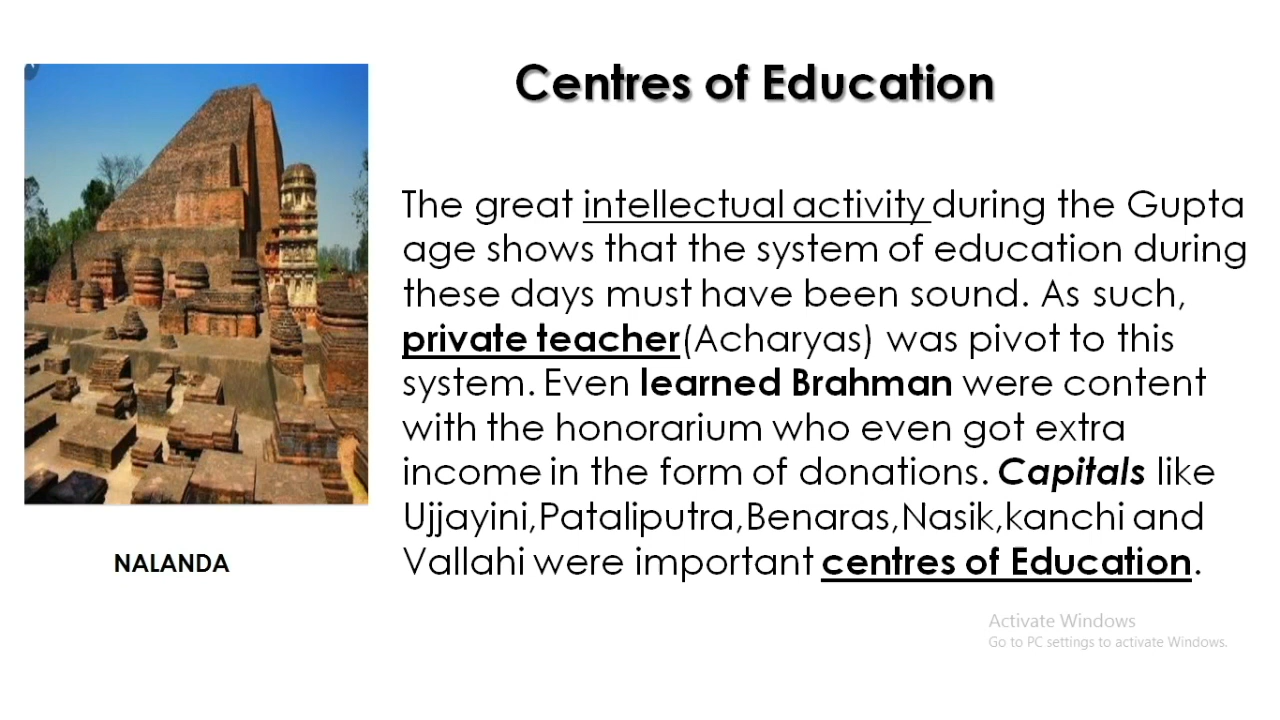 Centres of Education
The great intellectual activity during the Gupta
age shows that the system of education during
these days must have been sound. As such,
private teacher(Acharyas) was pivot to this
system. Even learned Brahman were content
with the honorarium who even got extra
income in the form of donations. Capitals like
Ujjayini,Pataliputra,Benaras,Nasik,kanchi and
Vallahi were important centres of Education.
NALANDA
Activate Windows
Go to PC settings to activate Windows.